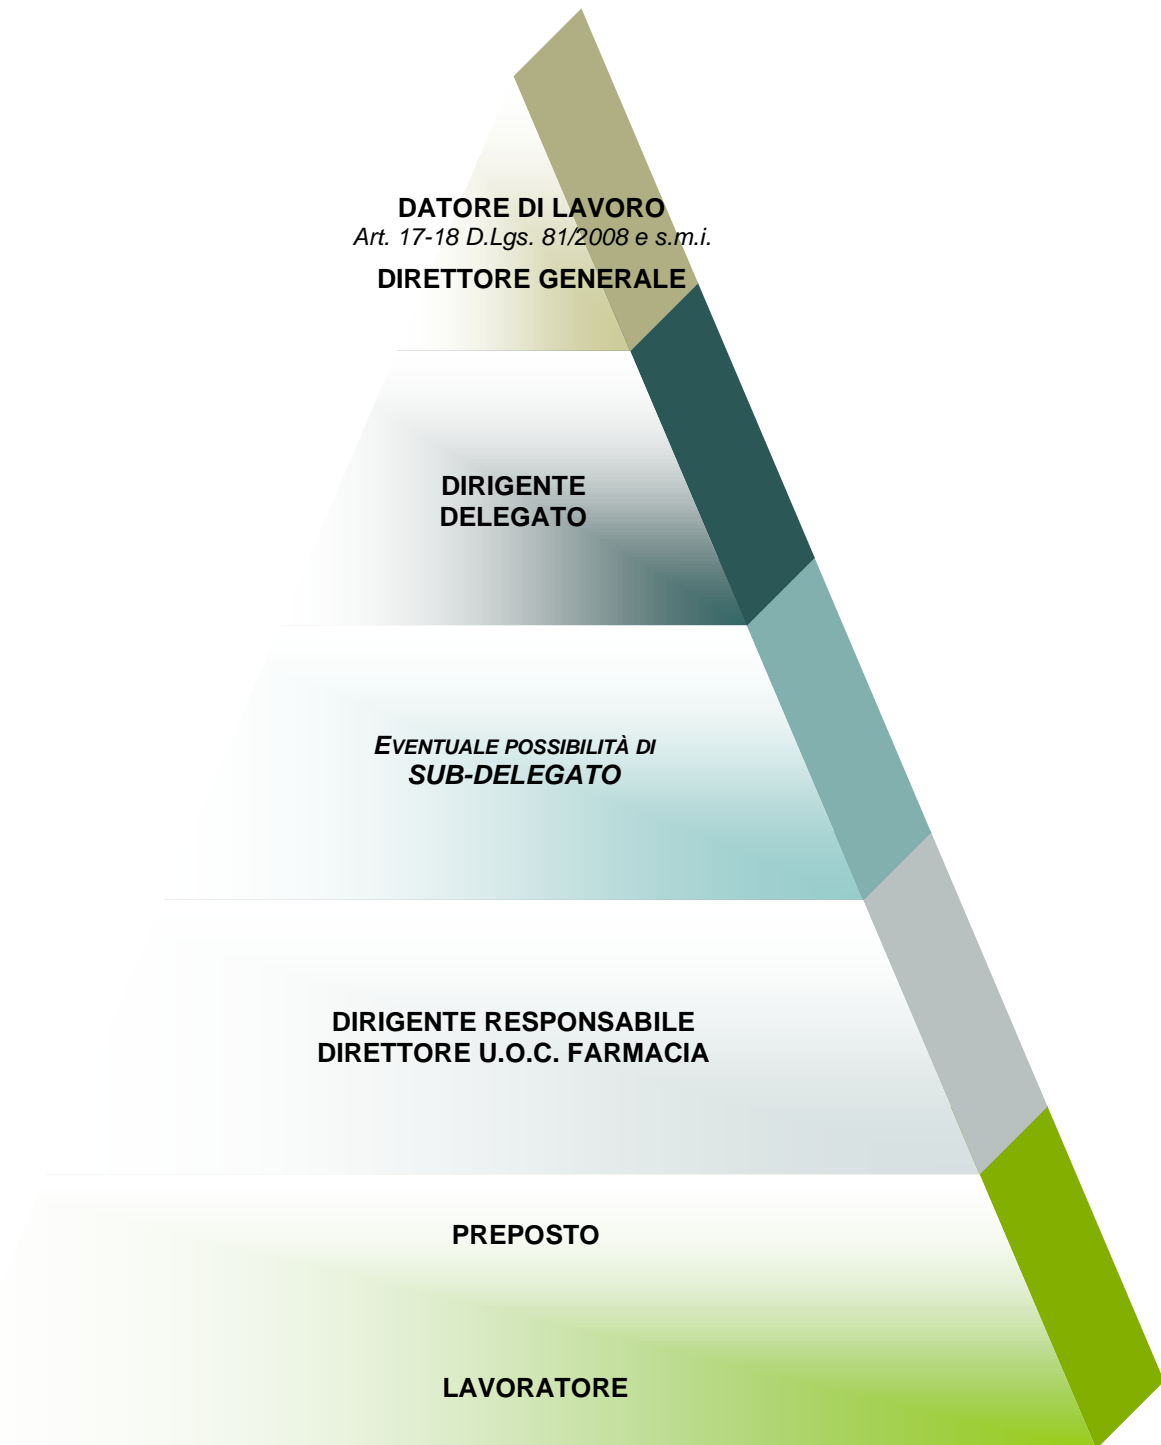 DATORE DI LAVORO
Art. 17-18 D.Lgs. 81/2008 e s.m.i.
DIRETTORE GENERALE
DIRIGENTE
DELEGATO
EVENTUALE POSSIBILITÀ DI
SUB-DELEGATO
DIRIGENTE RESPONSABILE
DIRETTORE U.O.C. FARMACIA
PREPOSTO
LAVORATORE